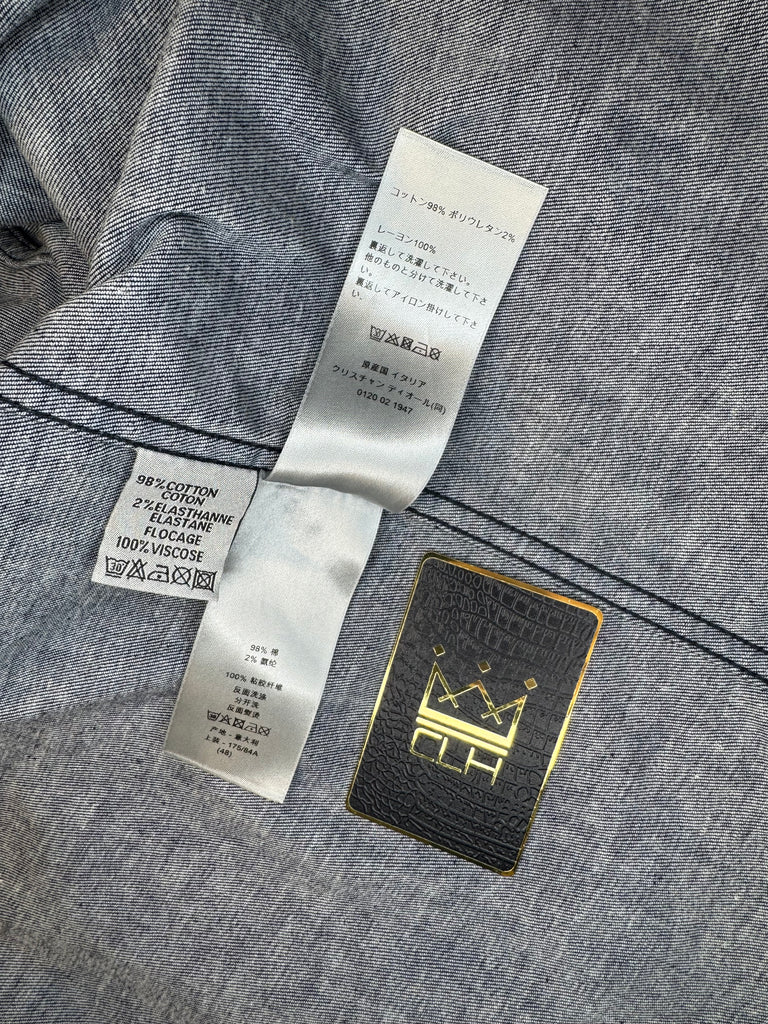 コットン98% ポリウレタン2%
レーヨン100%
裏返して洗濯して下さい。
他のものと分けて洗濯して下さ
い。
裏返してアイロン掛けして下さ
い。
原産国 イタリア
クリスチャン ディオール(同)
0120 02 1947
98%COTTON
COTON
2%ELASTHANNE
ELASTANE
FLOCAGE
100%VISCOSE
30
98% 棉
2% 氨纶
100% 粘胶纤维
反面洗涤
分开洗
反面熨烫
产地 - 意大利
上装 - 175/84A
(48)
CLH